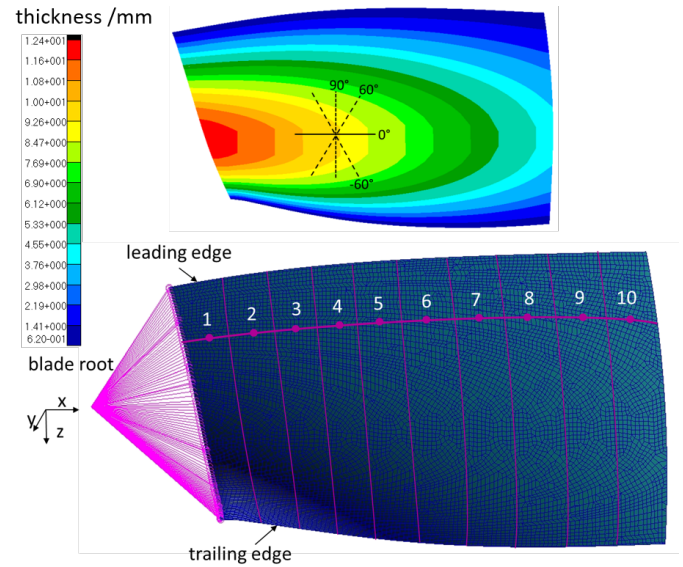 thickness /mm
1.24+001
1.16+001
1.08+001
1.00+001
9.26+000
8.47+000
7.69+000
6.90+000
6.12+000
5.33+000
4.55+000
3.76+000
2.98+000
2.19+000
1.41+000
6.20-001
90°
60°
0°
-60°
leading edge
1 2 3 4 5 6 7 8 9 10
blade root
x
y
z
trailing edge